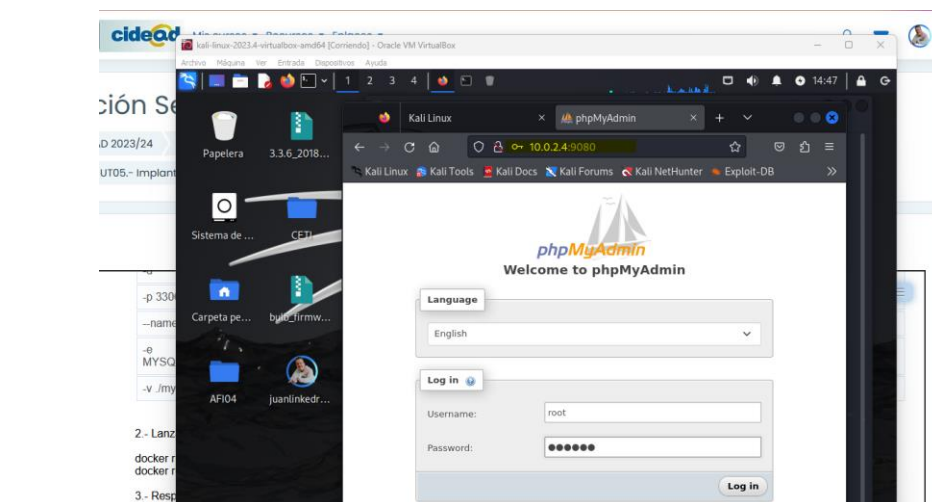 cidead
kali-linux-2023.4-virtualbox-amd64 [Corriendo] - Oracle VM VirtualBox
Archivo Máquina Ver Entrada Dispositivos Ayuda
1 2 3 4
14:47
ción Se
AD 2023/24
UT05.- Implant
Papelera
3.3.6_2018...
Kali Linux
phpMyAdmin
10.0.2.4:9080
Kali Linux Kali Tools Kali Docs Kali Forums Kali NetHunter Exploit-DB
Sistema de ...
CETI
phpMyAdmin
Welcome to phpMyAdmin
-p 3306
--name
-e
MYSQ
-v ./my
Carpeta pe...
Language
English
AFI04
juanlinkedr...
Log in
Username:
root
Password:
Log in
2.- Lanz
docker r
docker r
3.- Resp